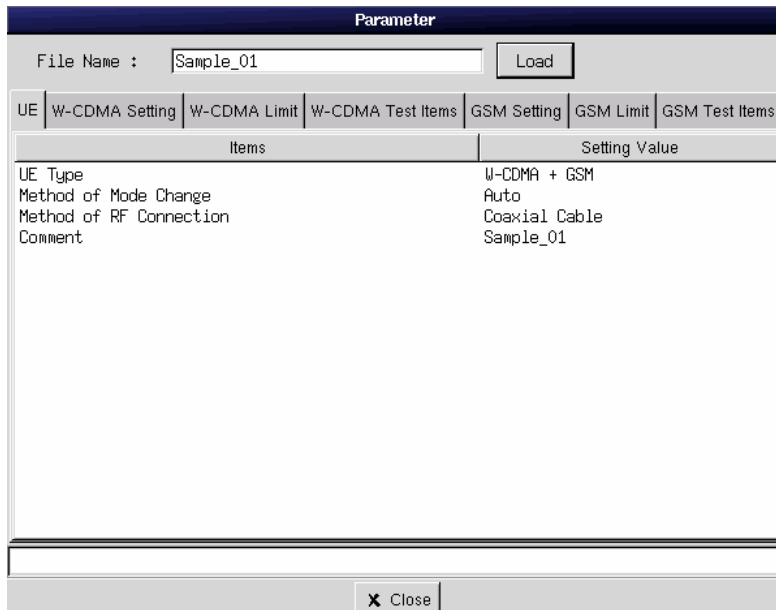 Parameter
File Name : Sample_01 Load
UE W-CDMA Setting W-CDMA Limit W-CDMA Test Items GSM Setting GSM Limit GSM Test Items
Items Setting Value
UE Type W-CDMA + GSM
Method of Mode Change Auto
Method of RF Connection Coaxial Cable
Comment Sample_01
X Close